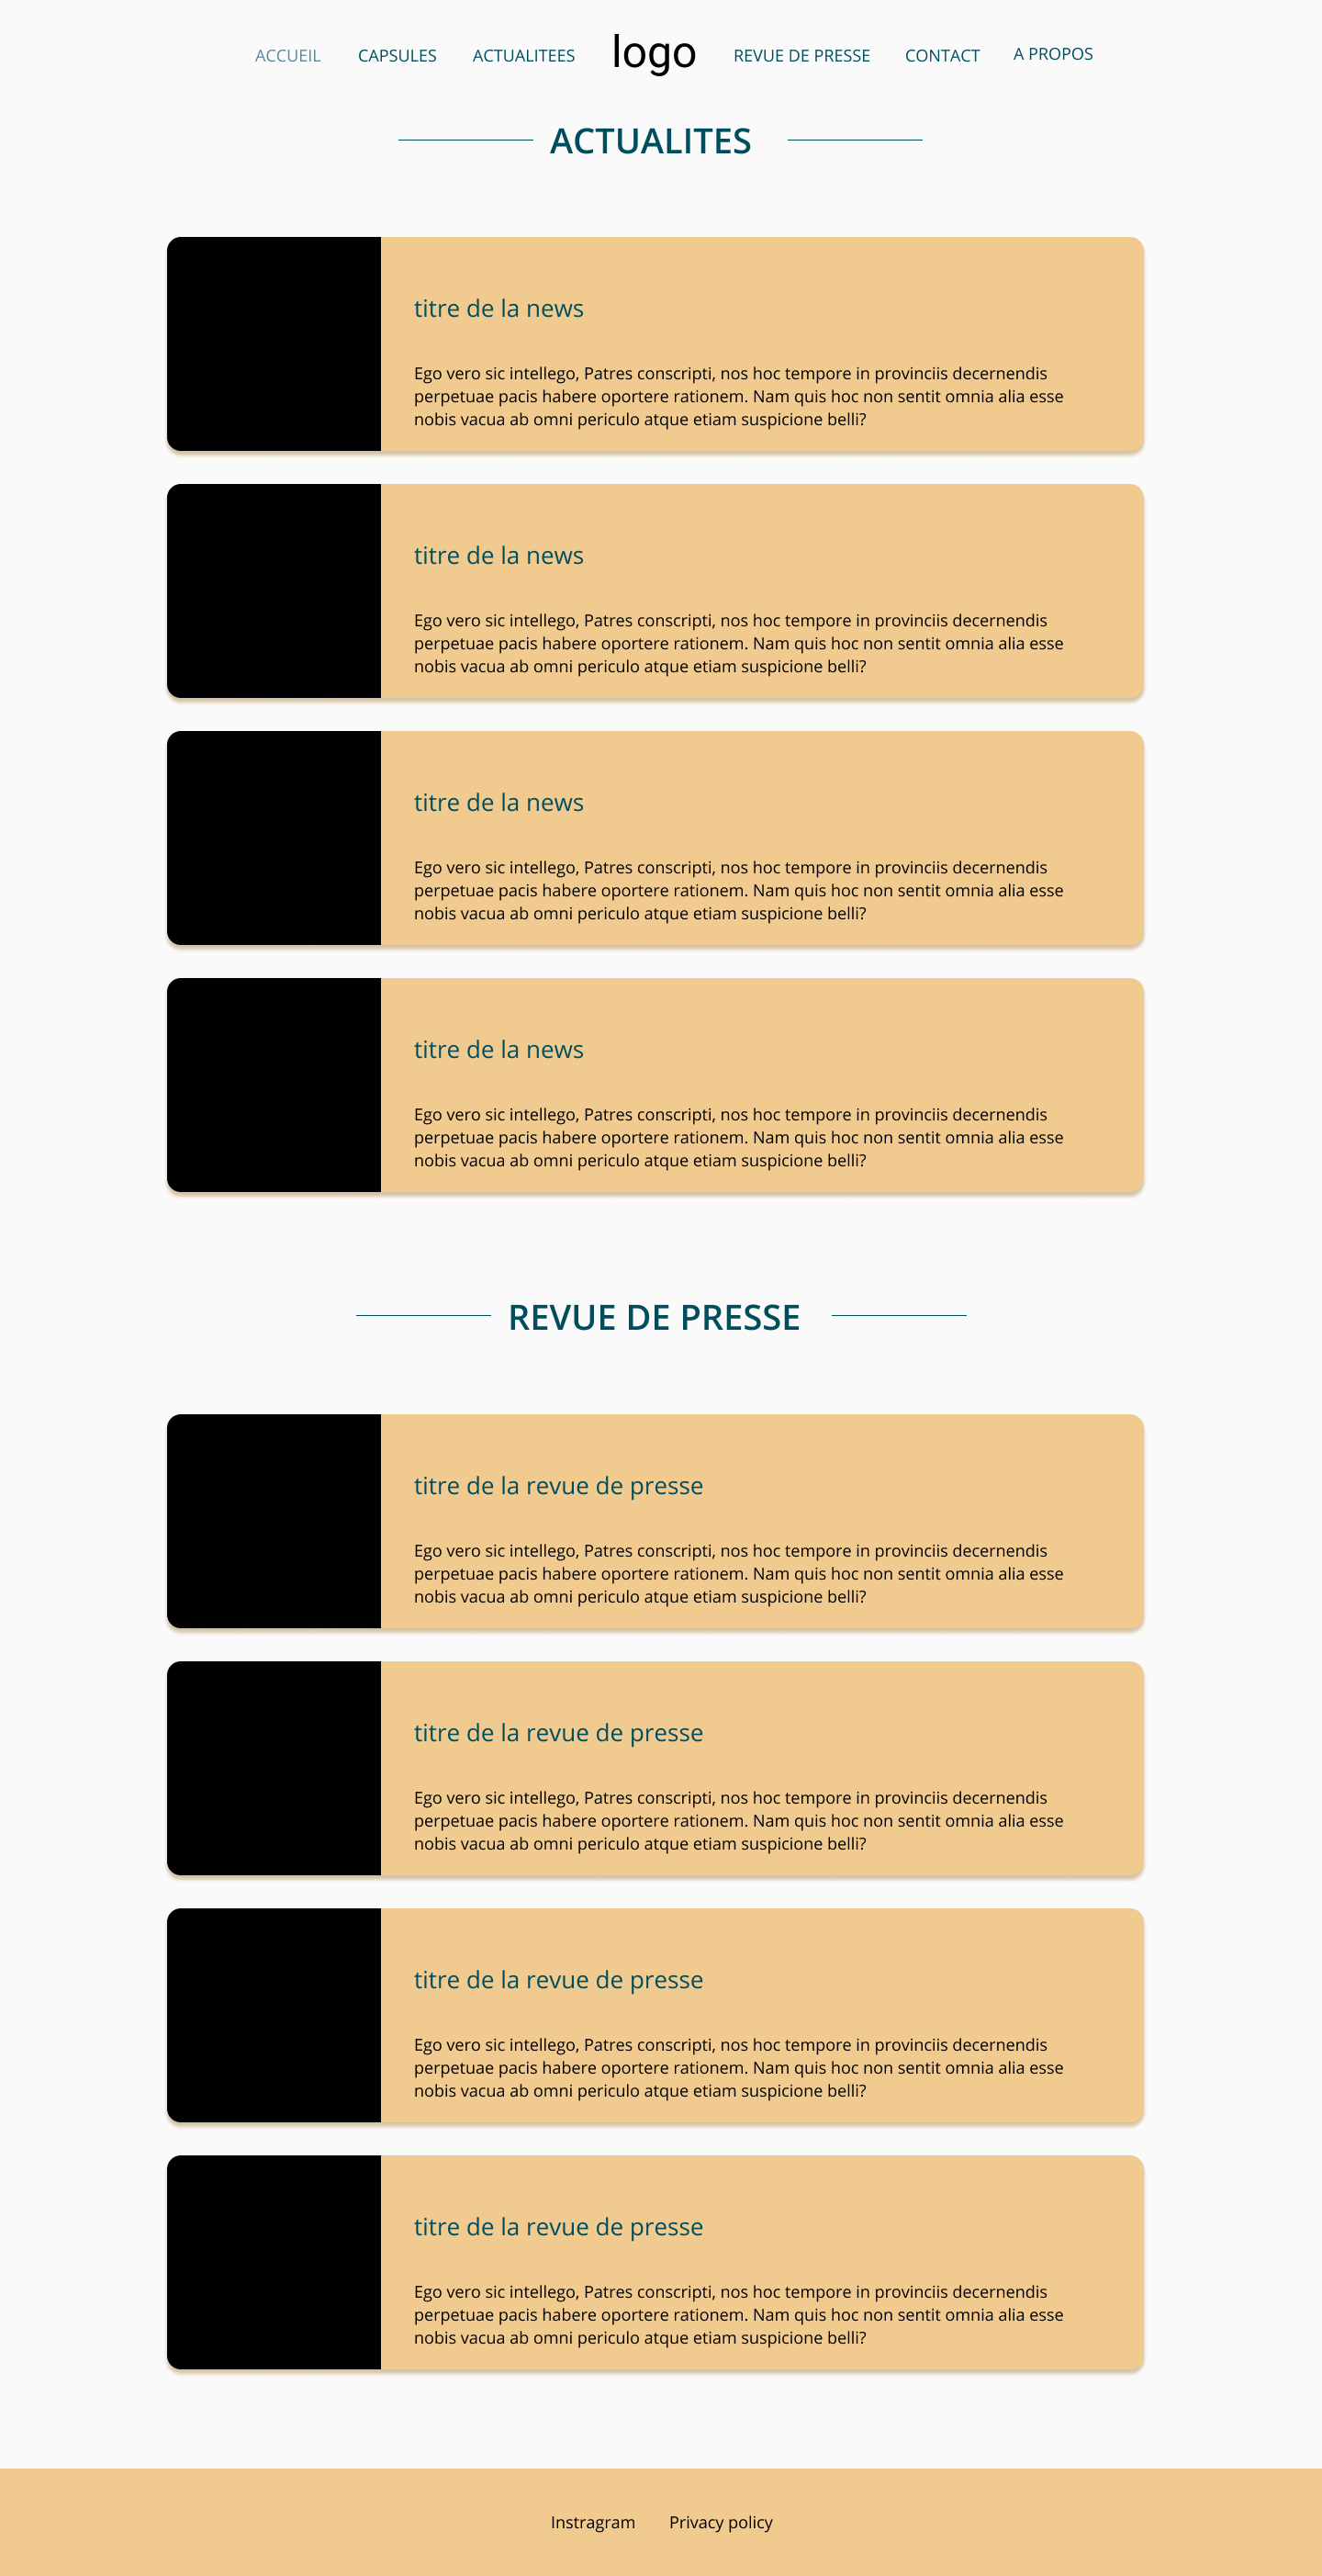 ACCUEIL CAPSULES ACTUALITEES logo REVUE DE PRESSE CONTACT A PROPOS
ACTUALITES
titre de la news
Ego vero sic intellego, Patres conscripti, nos hoc tempore in provinciis decernendis
perpetuae pacis habere oportere rationem. Nam quis hoc non sentit omnia alia esse
nobis vacua ab omni periculo atque etiam suspicione belli?
titre de la news
Ego vero sic intellego, Patres conscripti, nos hoc tempore in provinciis decernendis
perpetuae pacis habere oportere rationem. Nam quis hoc non sentit omnia alia esse
nobis vacua ab omni periculo atque etiam suspicione belli?
titre de la news
Ego vero sic intellego, Patres conscripti, nos hoc tempore in provinciis decernendis
perpetuae pacis habere oportere rationem. Nam quis hoc non sentit omnia alia esse
nobis vacua ab omni periculo atque etiam suspicione belli?
titre de la news
Ego vero sic intellego, Patres conscripti, nos hoc tempore in provinciis decernendis
perpetuae pacis habere oportere rationem. Nam quis hoc non sentit omnia alia esse
nobis vacua ab omni periculo atque etiam suspicione belli?
REVUE DE PRESSE
titre de la revue de presse
Ego vero sic intellego, Patres conscripti, nos hoc tempore in provinciis decernendis
perpetuae pacis habere oportere rationem. Nam quis hoc non sentit omnia alia esse
nobis vacua ab omni periculo atque etiam suspicione belli?
titre de la revue de presse
Ego vero sic intellego, Patres conscripti, nos hoc tempore in provinciis decernendis
perpetuae pacis habere oportere rationem. Nam quis hoc non sentit omnia alia esse
nobis vacua ab omni periculo atque etiam suspicione belli?
titre de la revue de presse
Ego vero sic intellego, Patres conscripti, nos hoc tempore in provinciis decernendis
perpetuae pacis habere oportere rationem. Nam quis hoc non sentit omnia alia esse
nobis vacua ab omni periculo atque etiam suspicione belli?
titre de la revue de presse
Ego vero sic intellego, Patres conscripti, nos hoc tempore in provinciis decernendis
perpetuae pacis habere oportere rationem. Nam quis hoc non sentit omnia alia esse
nobis vacua ab omni periculo atque etiam suspicione belli?
Instragram Privacy policy